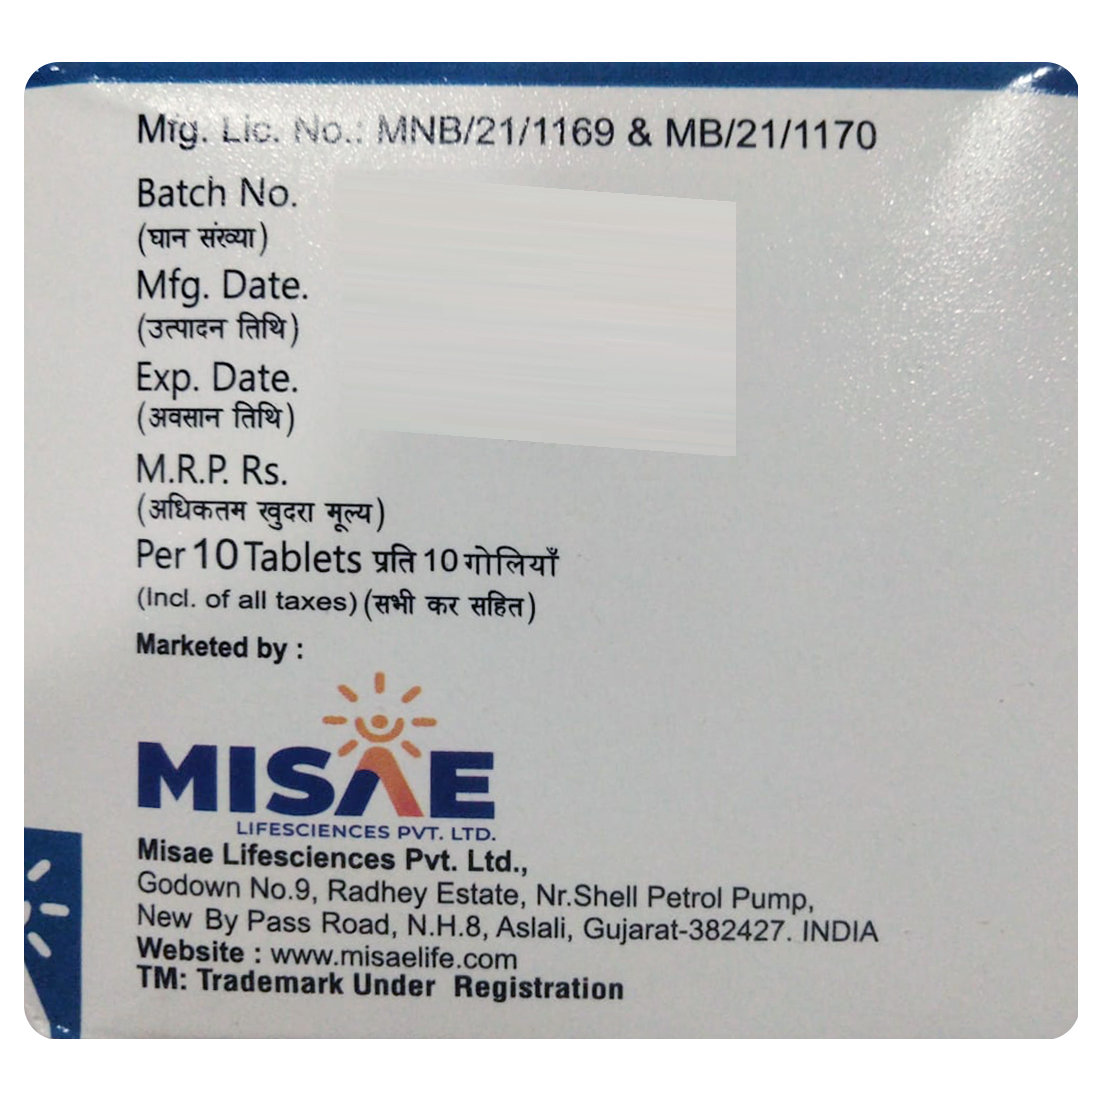 Mfg. Lic. No.: MNB/21/1169 & MB/21/1170
Batch No.
(घान संख्या)
Mfg. Date.
(उत्पादन तिथि)
Exp. Date.
(अवसान तिथि)
M.R.P. Rs.
(अधिकतम खुदरा मूल्य)
Per 10 Tablets प्रति 10 गोलियाँ
(Incl. of all taxes) (सभी कर सहित)
Marketed by :
MISAE
LIFESCIENCES PVT. LTD.
Misae Lifesciences Pvt. Ltd.,
Godown No.9, Radhey Estate, Nr.Shell Petrol Pump,
New By Pass Road, N.H.8, Aslali, Gujarat-382427. INDIA
Website : www.misaelife.com
TM: Trademark Under Registration